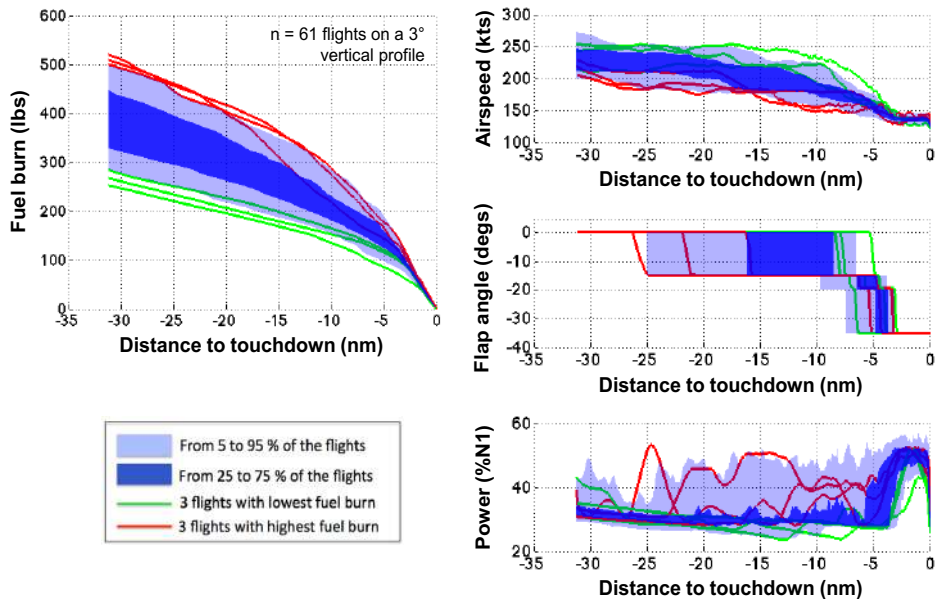 n = 61 flights on a 3°
vertical profile
Fuel burn (lbs)
600
500
400
300
200
100
0
-35 -30 -25 -20 -15 -10 -5 0
Distance to touchdown (nm)
From 5 to 95 % of the flights
From 25 to 75 % of the flights
3 flights with lowest fuel burn
3 flights with highest fuel burn
Airspeed (kts)
300
250
200
150
100
-35 -30 -25 -20 -15 -10 -5 0
Distance to touchdown (nm)
Flap angle (degs)
0
-10
-20
-30
-40
-35 -30 -25 -20 -15 -10 -5 0
Distance to touchdown (nm)
Power (%N1)
60
40
20
-35 -30 -25 -20 -15 -10 -5 0
Distance to touchdown (nm)